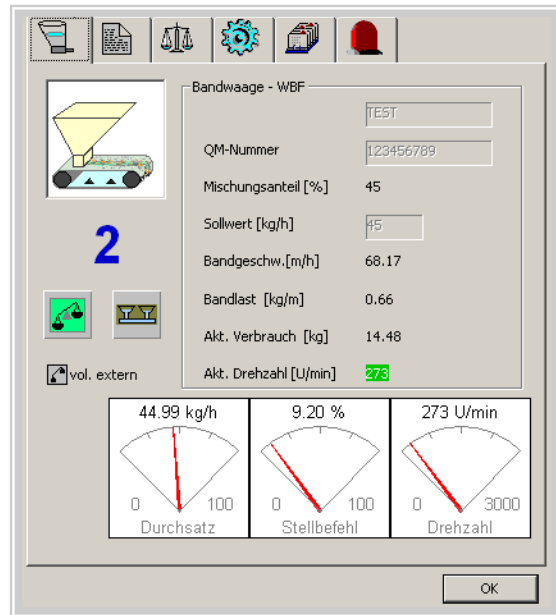 Bandwaage - WBF
TEST
QM-Nummer 123456789
Mischungsanteil [%] 45
Sollwert [kg/h] 45
2
Bandgeschw.[m/h] 68.17
Bandlast [kg/m] 0.66
Akt. Verbrauch [kg] 14.48
vol. extern
Akt. Drehzahl [U/min] 273
44.99 kg/h 9.20 % 273 U/min
0 100 0 100 0 3000
Durchsatz Stellbefehl Drehzahl
OK